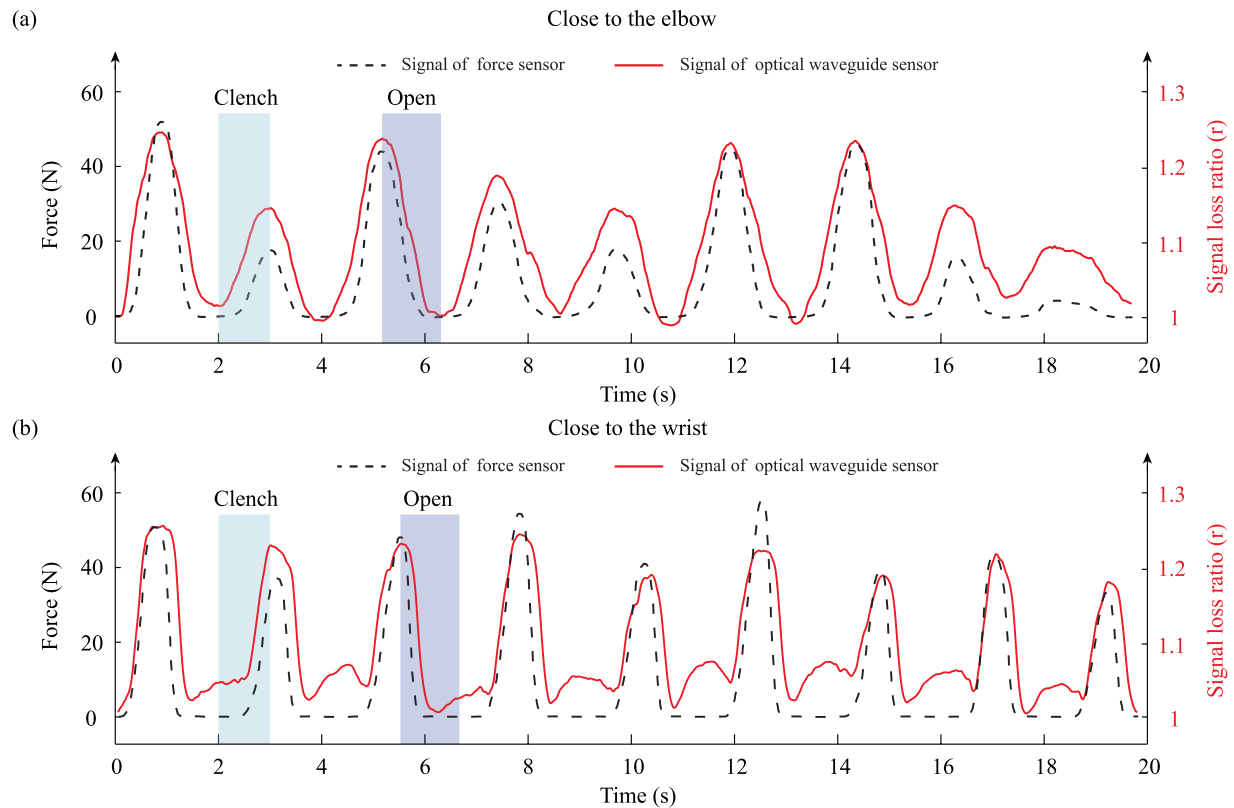 (a)
Close to the elbow
Signal of force sensor
Signal of optical waveguide sensor
Clench
Open
60
40
20
0
Force (N)
1.3
1.2
1.1
1
Signal loss ratio (r)
0 2 4 6 8 10 12 14 16 18 20
Time (s)
(b)
Close to the wrist
Signal of force sensor
Signal of optical waveguide sensor
Clench
Open
60
40
20
0
Force (N)
1.3
1.2
1.1
1
Signal loss ratio (r)
0 2 4 6 8 10 12 14 16 18 20
Time (s)